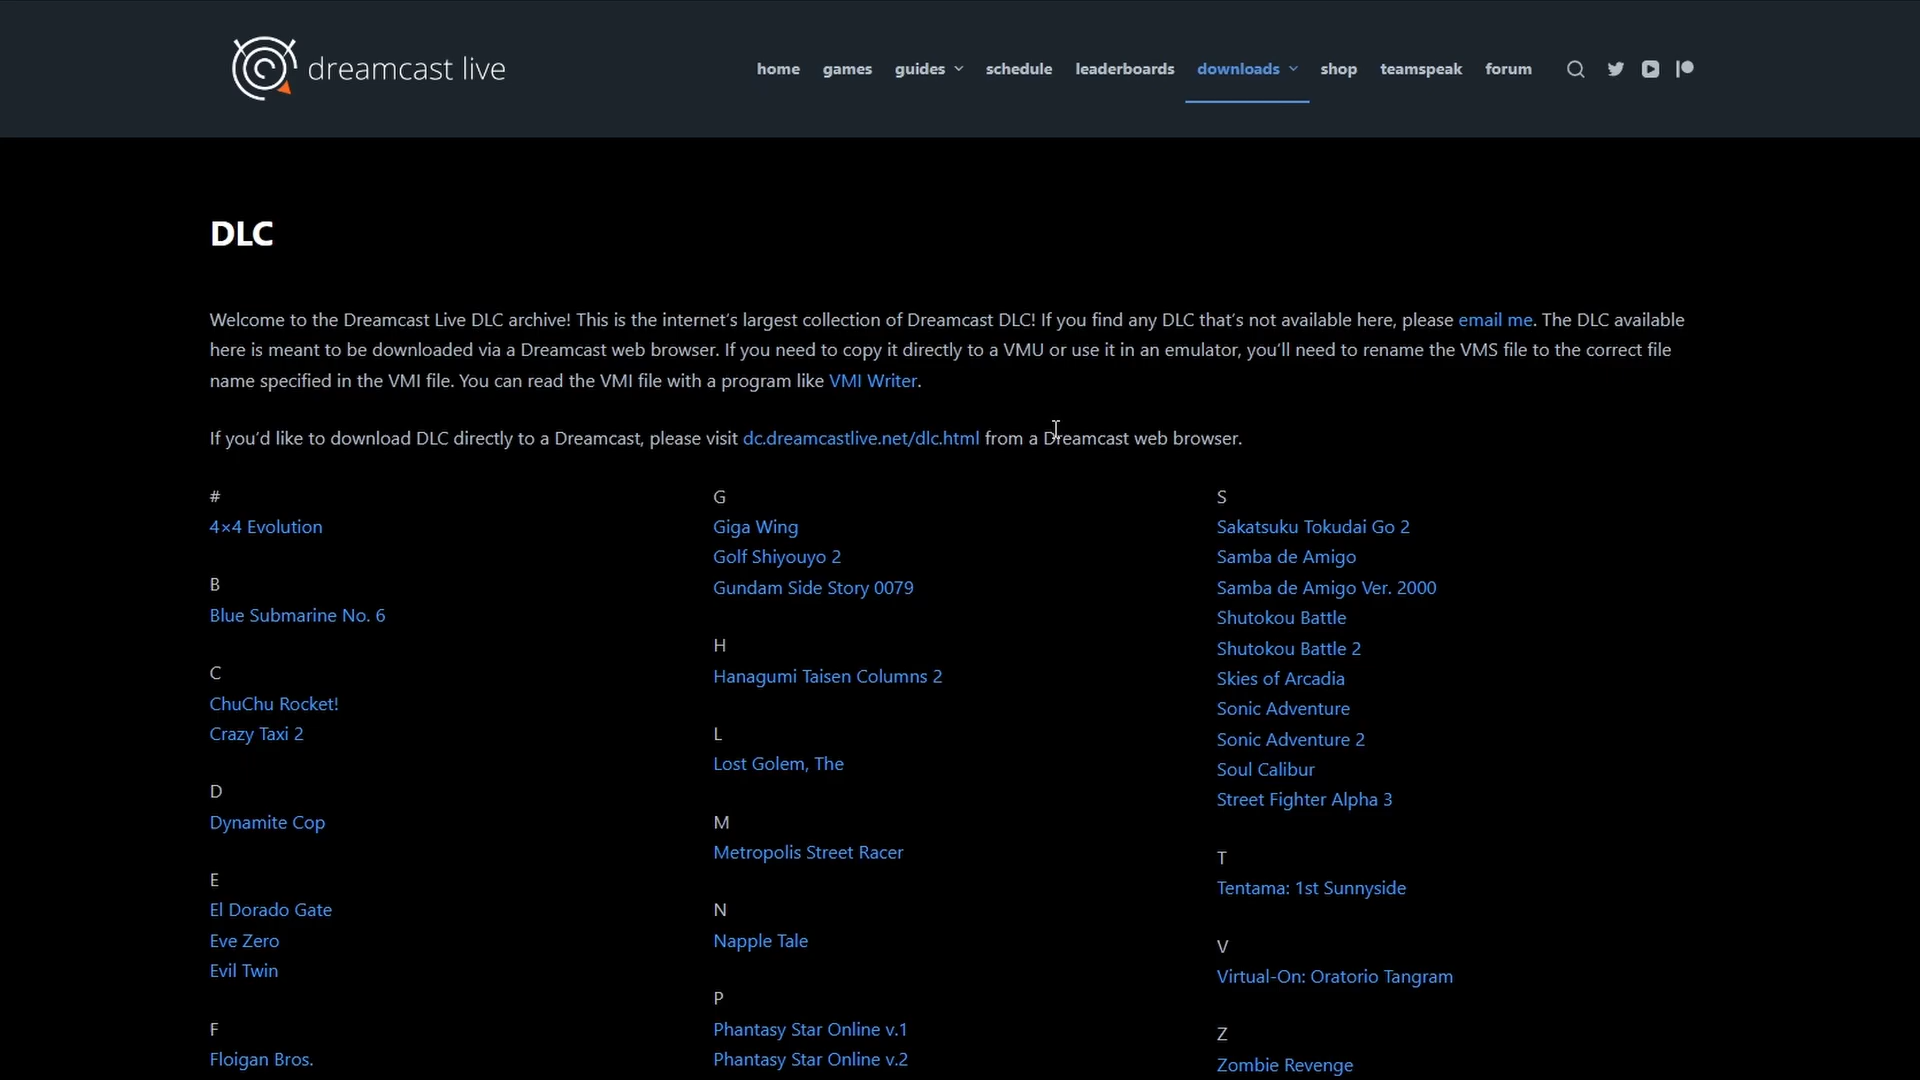 dreamcast live
home games guides schedule leaderboards downloads shop teamspeak forum
DLC
Welcome to the Dreamcast Live DLC archive! This is the internet's largest collection of Dreamcast DLC! If you find any DLC that's not available here, please email me. The DLC available
here is meant to be downloaded via a Dreamcast web browser. If you need to copy it directly to a VMU or use it in an emulator, you'll need to rename the VMS file to the correct file
name specified in the VMI file. You can read the VMI file with a program like VMI Writer.
If you'd like to download DLC directly to a Dreamcast, please visit dc.dreamcastlive.net/dlc.html from a Dreamcast web browser.
#
4×4 Evolution
B
Blue Submarine No. 6
C
ChuChu Rocket!
Crazy Taxi 2
D
Dynamite Cop
E
El Dorado Gate
Eve Zero
Evil Twin
F
Floigan Bros.
G
Giga Wing
Golf Shiyouyo 2
Gundam Side Story 0079
H
Hanagumi Taisen Columns 2
L
Lost Golem, The
M
Metropolis Street Racer
N
Napple Tale
P
Phantasy Star Online v.1
Phantasy Star Online v.2
S
Sakatsuku Tokudai Go 2
Samba de Amigo
Samba de Amigo Ver. 2000
Shutokou Battle
Shutokou Battle 2
Skies of Arcadia
Sonic Adventure
Sonic Adventure 2
Soul Calibur
Street Fighter Alpha 3
T
Tentama: 1st Sunnyside
V
Virtual-On: Oratorio Tangram
Z
Zombie Revenge